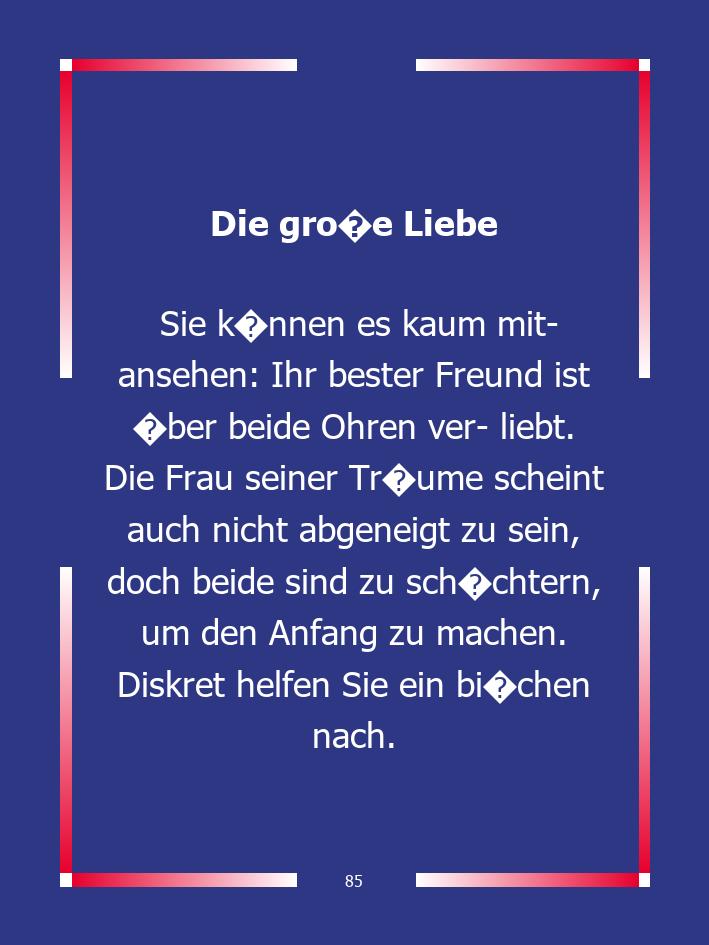 Die gro�e Liebe
Sie k�nnen es kaum mit-
ansehen: Ihr bester Freund ist
�ber beide Ohren ver- liebt.
Die Frau seiner Tr�ume scheint
auch nicht abgeneigt zu sein,
doch beide sind zu sch�chtern,
um den Anfang zu machen.
Diskret helfen Sie ein bi�chen
nach.
85